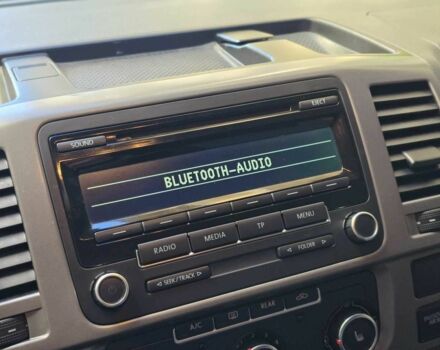 SOUND
EJECT
BLUETOOTH-AUDIO
RADIO
MEDIA
TP
MENU
SEEK/TRACK
FOLDER
A/C
REAR